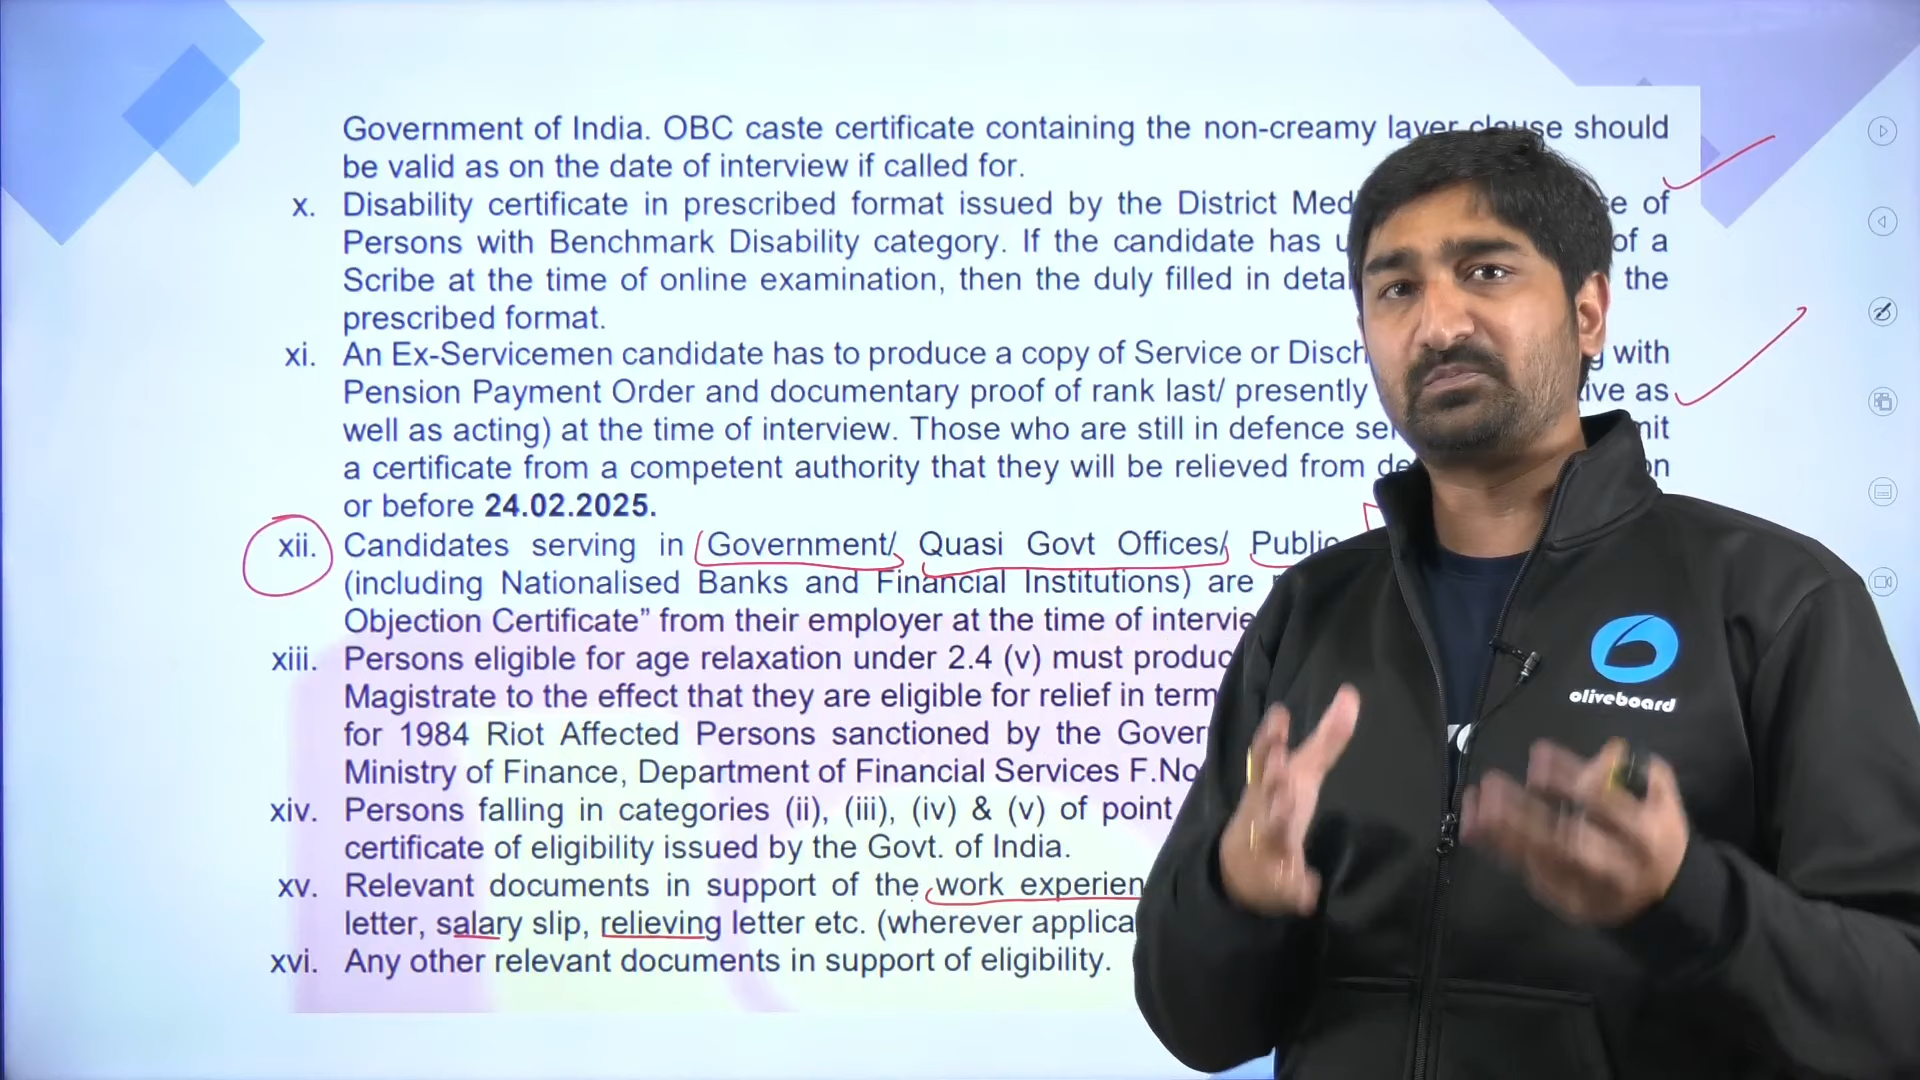 Government of India. OBC caste certificate containing the non-creamy layer clause should
be valid as on the date of interview if called for.
x. Disability certificate in prescribed format issued by the District Med e of
Persons with Benchmark Disability category. If the candidate has of a
Scribe at the time of online examination, then the duly filled in detai the
prescribed format.
xi. An Ex-Servicemen candidate has to produce a copy of Service or Disch with
Pension Payment Order and documentary proof of rank last/ presently as
well as acting) at the time of interview. Those who are still in defence
a certificate from a competent authority that they will be relieved from
or before 24.02.2025.
xii. Candidates serving in Government/ Quasi Govt Offices/ Public
(including Nationalised Banks and Financial Institutions) are
Objection Certificate” from their employer at the time of intervie
xiii. Persons eligible for age relaxation under 2.4 (v) must produc
Magistrate to the effect that they are eligible for relief in term
for 1984 Riot Affected Persons sanctioned by the Gover
Ministry of Finance, Department of Financial Services F.No
xiv. Persons falling in categories (ii), (iii), (iv) & (v) of point
certificate of eligibility issued by the Govt. of India.
xv. Relevant documents in support of the work experien
letter, salary slip, relieving letter etc. (wherever applica
xvi. Any other relevant documents in support of eligibility.
oliveboard